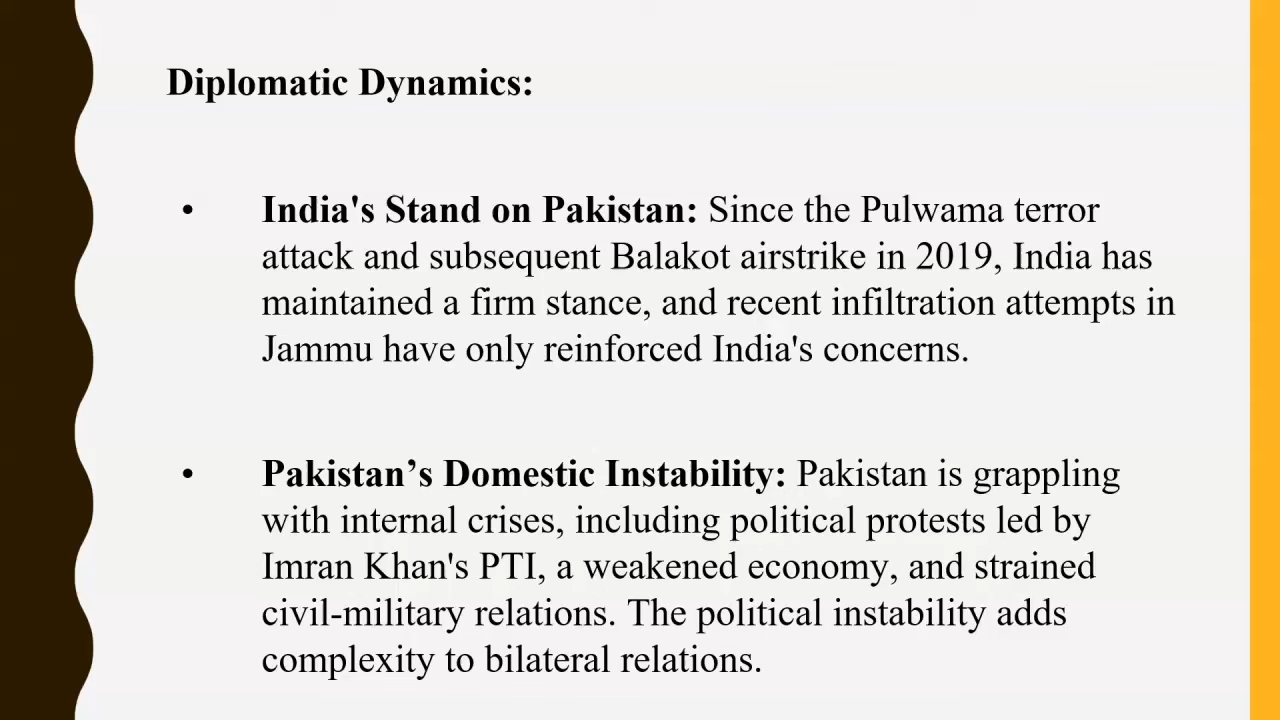 Diplomatic Dynamics:
• India's Stand on Pakistan: Since the Pulwama terror
attack and subsequent Balakot airstrike in 2019, India has
maintained a firm stance, and recent infiltration attempts in
Jammu have only reinforced India's concerns.
• Pakistan’s Domestic Instability: Pakistan is grappling
with internal crises, including political protests led by
Imran Khan's PTI, a weakened economy, and strained
civil-military relations. The political instability adds
complexity to bilateral relations.